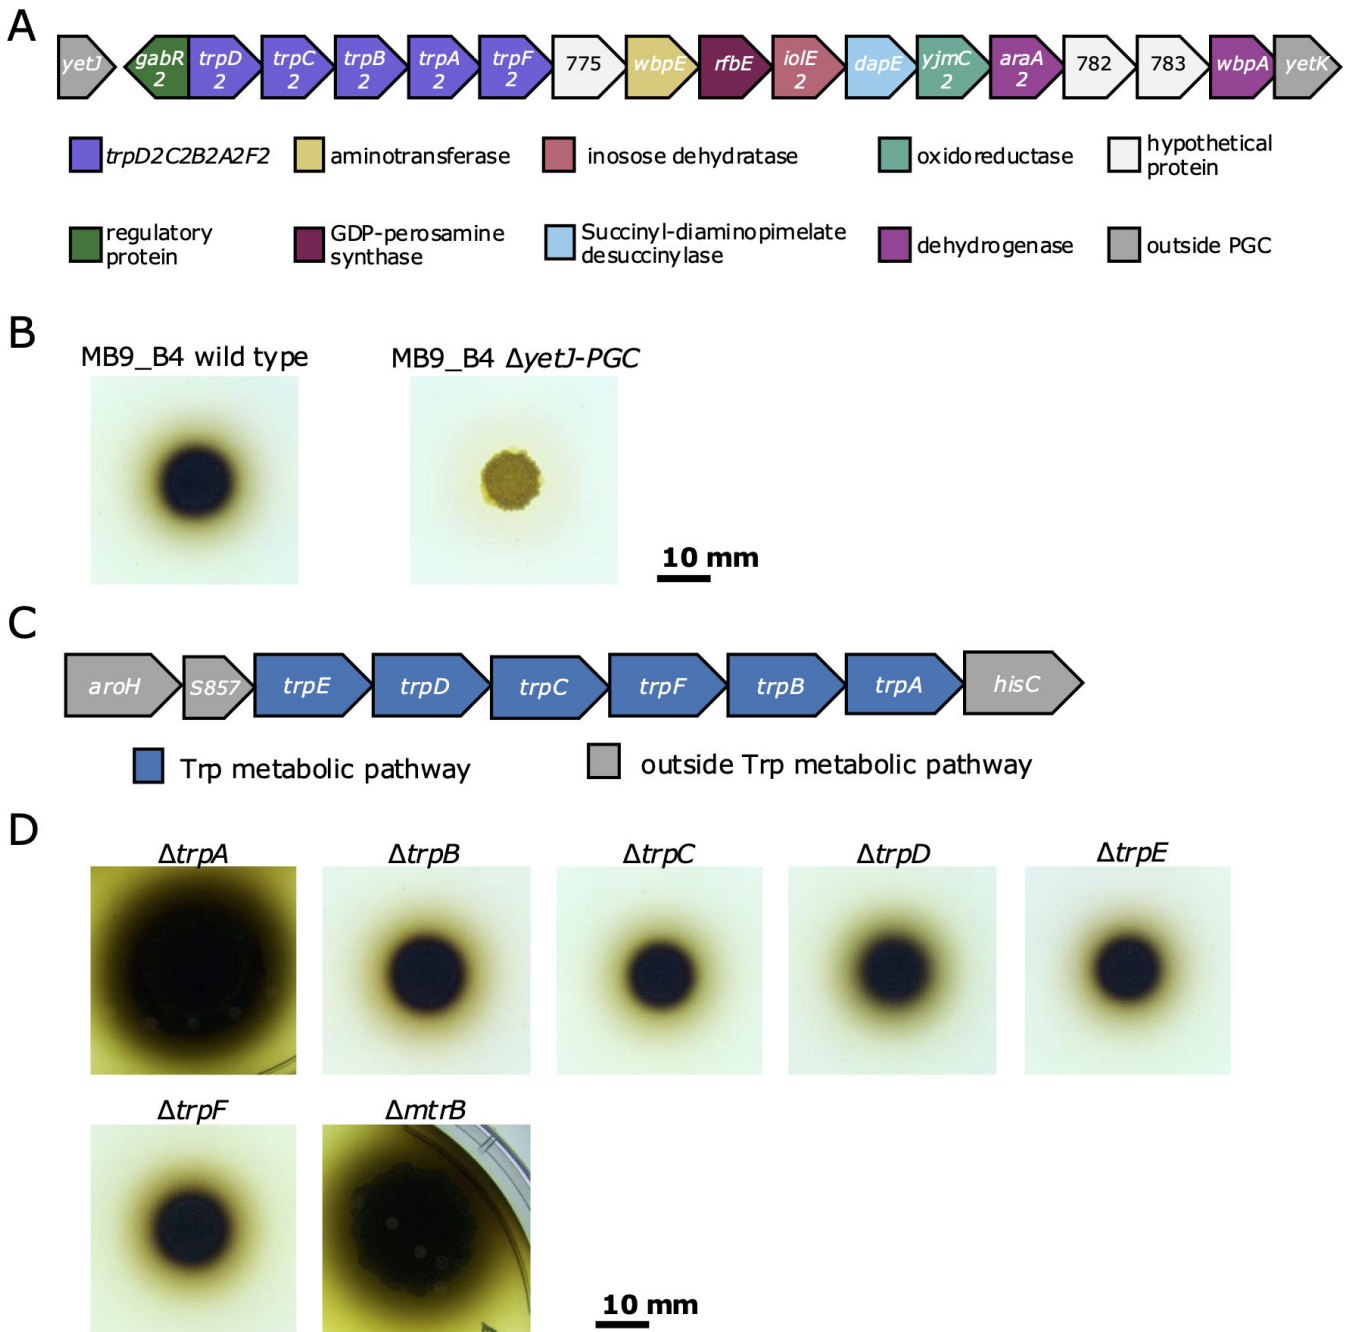 A
yetJ gabR 2 trpD 2 trpC 2 trpB 2 trpA 2 trpF 2 775 wbpE rfbE iolE 2 dapE yjmC 2 araA 2 782 783 wbpA yetK
trpD2C2B2A2F2 aminotransferase inosose dehydratase oxidoreductase hypothetical protein
regulatory protein GDP-perosamine synthase Succinyl-diaminopimelate desuccinylase dehydrogenase outside PGC
B
MB9_B4 wild type MB9_B4 ΔyetJ-PGC
10 mm
C
aroH S857 trpE trpD trpC trpF trpB trpA hisC
Trp metabolic pathway outside Trp metabolic pathway
D
ΔtrpA ΔtrpB ΔtrpC ΔtrpD ΔtrpE
ΔtrpF ΔmtrB
10 mm